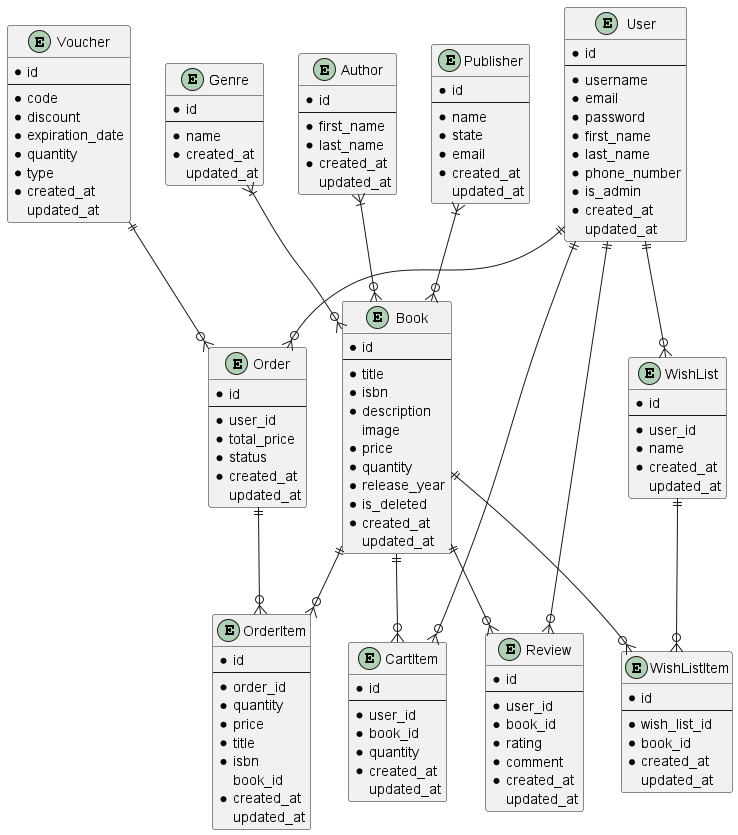 E Voucher
id
code
discount
expiration_date
quantity
type
created_at
updated_at
E Genre
id
name
created_at
updated_at
E Author
id
first_name
last_name
created_at
updated_at
E Publisher
id
name
state
email
created_at
updated_at
E User
id
username
email
password
first_name
last_name
phone_number
is_admin
created_at
updated_at
E Order
id
user_id
total_price
status
created_at
updated_at
E Book
id
title
isbn
description
image
price
quantity
release_year
is_deleted
created_at
updated_at
E WishList
id
user_id
name
created_at
updated_at
E OrderItem
id
order_id
quantity
price
title
isbn
book_id
created_at
updated_at
E CartItem
id
user_id
book_id
quantity
created_at
updated_at
E Review
id
user_id
book_id
rating
comment
created_at
updated_at
E WishListItem
id
wish_list_id
book_id
created_at
updated_at